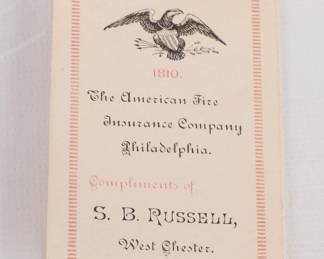 1810.
The American Fire
Insurance Company
Philadelphia.
Compliments of
S. B. RUSSELL,
West Chester.